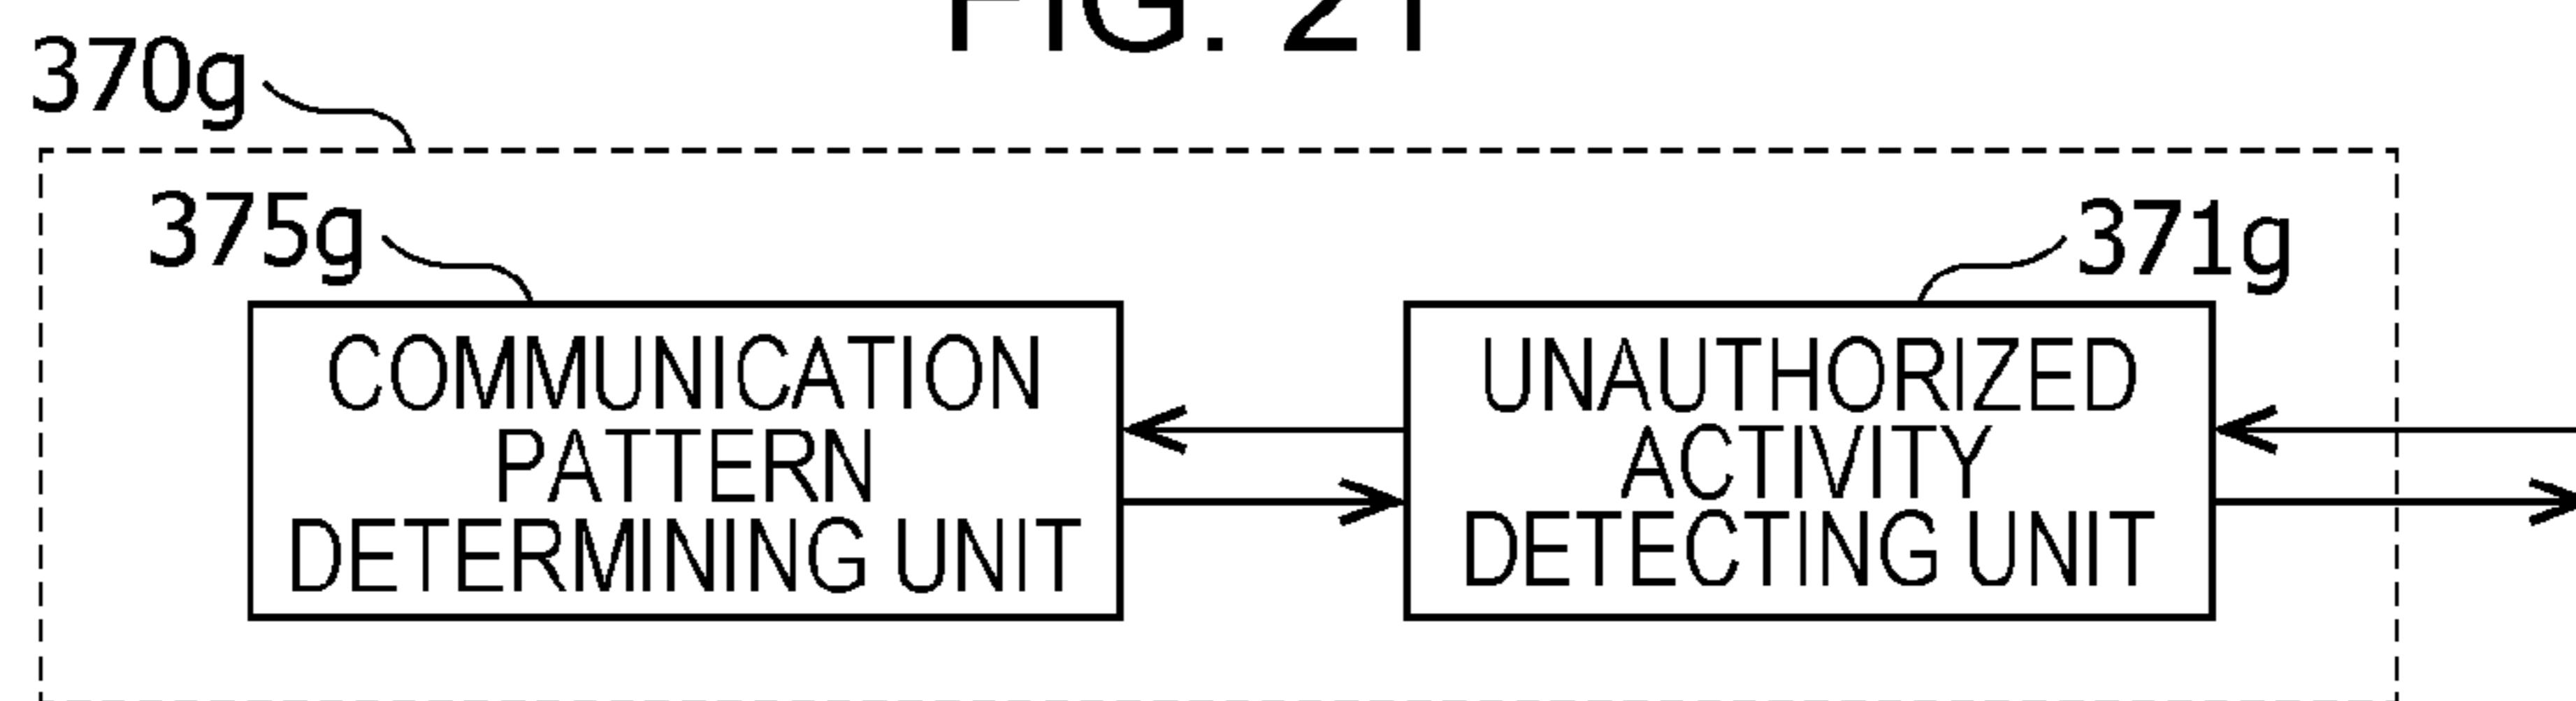 FIG. 21
370g
375g
371g
COMMUNICATION
PATTERN
DETERMINING UNIT
UNAUTHORIZED
ACTIVITY
DETECTING UNIT